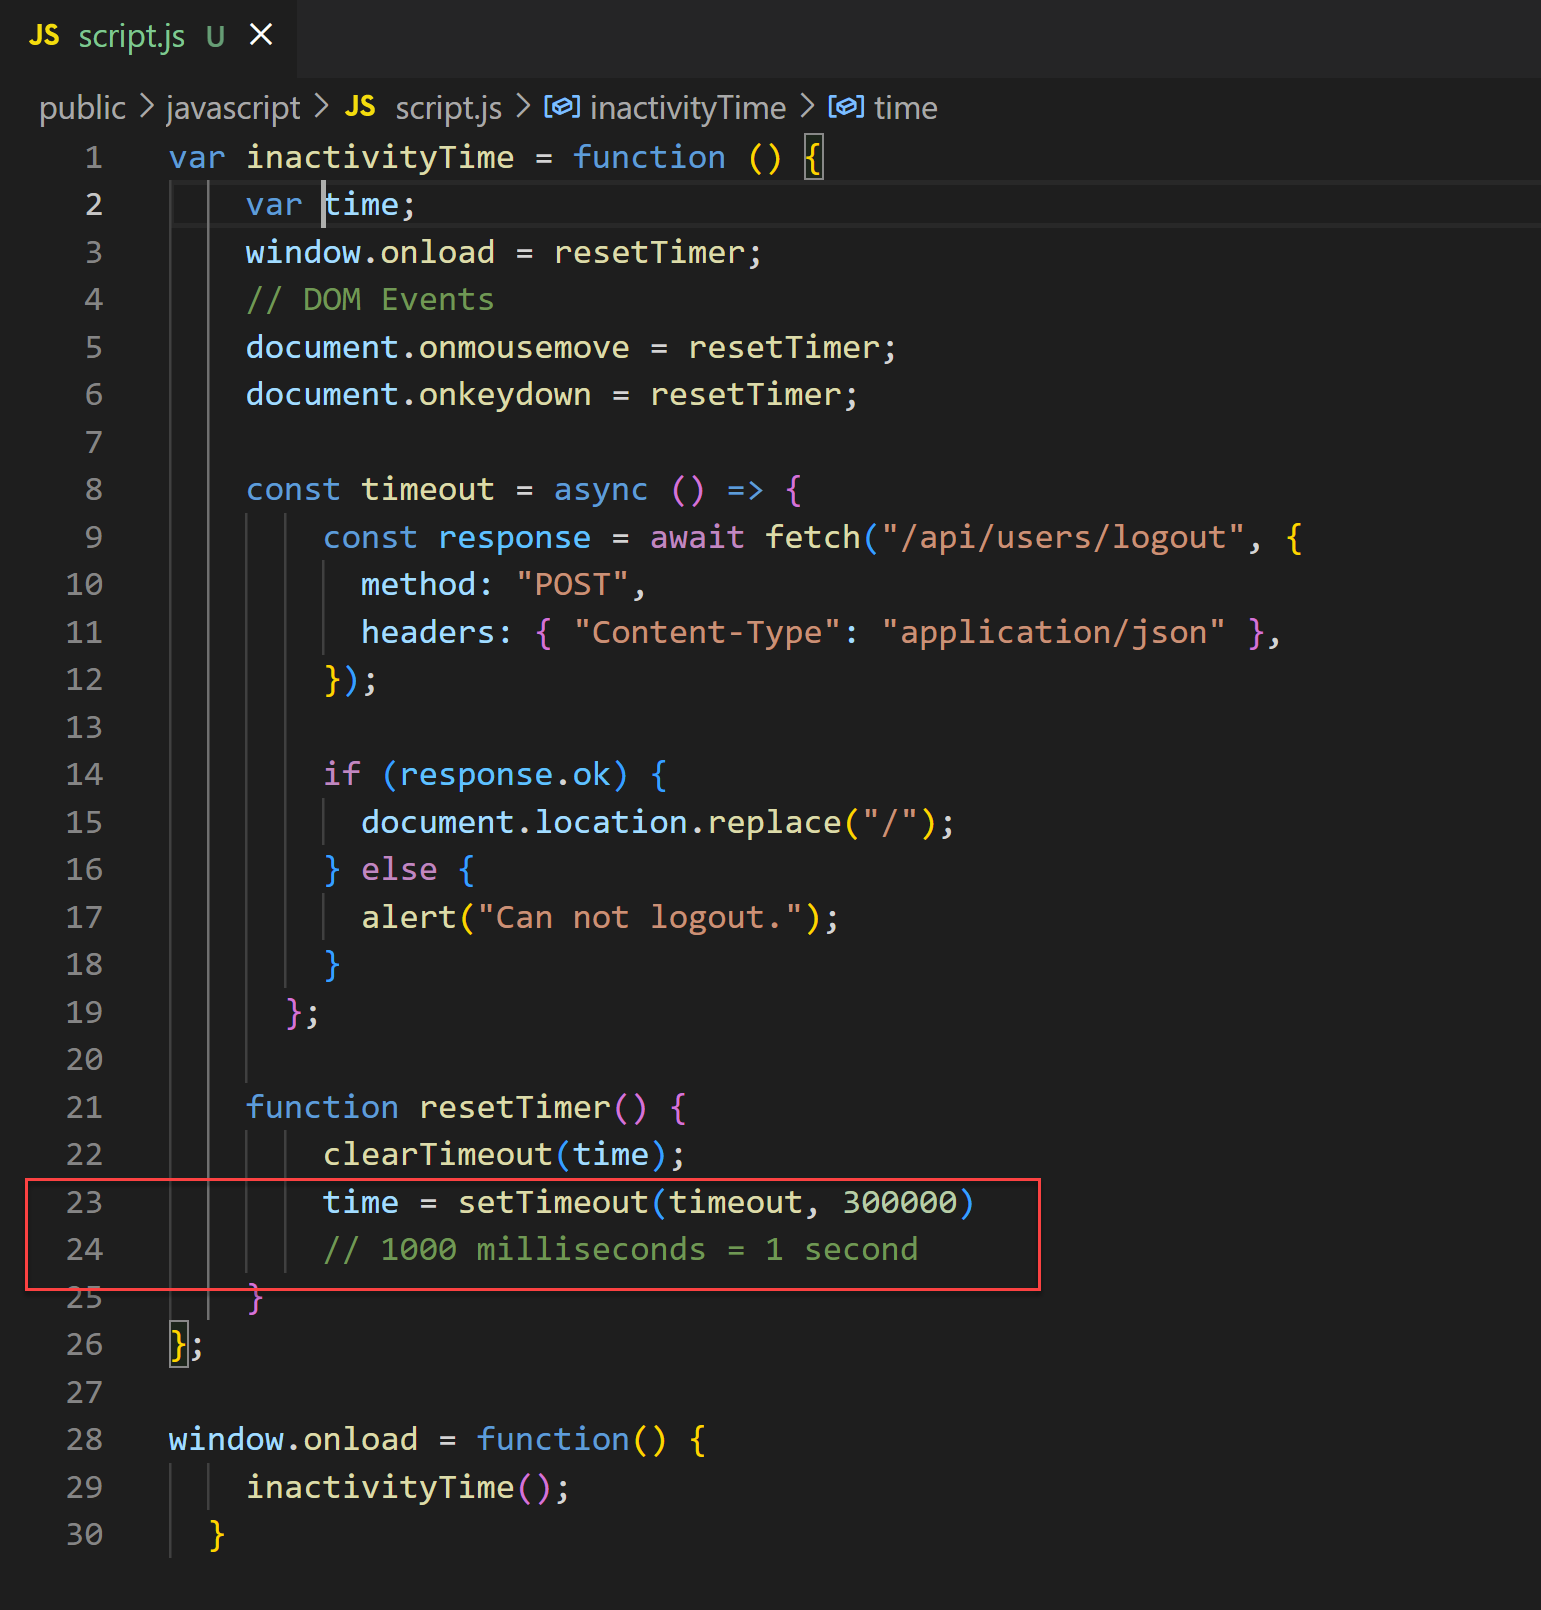 JS script.js U
public > javascript > JS script.js > inactivityTime > time
1 var inactivityTime = function () {
2 var time;
3 window.onload = resetTimer;
4 // DOM Events
5 document.onmousemove = resetTimer;
6 document.onkeydown = resetTimer;
7
8 const timeout = async () => {
9 const response = await fetch("/api/users/logout", {
10 method: "POST",
11 headers: { "Content-Type": "application/json" },
12 });
13
14 if (response.ok) {
15 document.location.replace("/");
16 } else {
17 alert("Can not logout.");
18 }
19 };
20
21 function resetTimer() {
22 clearTimeout(time);
23 time = setTimeout(timeout, 300000)
24 // 1000 milliseconds = 1 second
25 }
26 };
27
28 window.onload = function() {
29 inactivityTime();
30 }